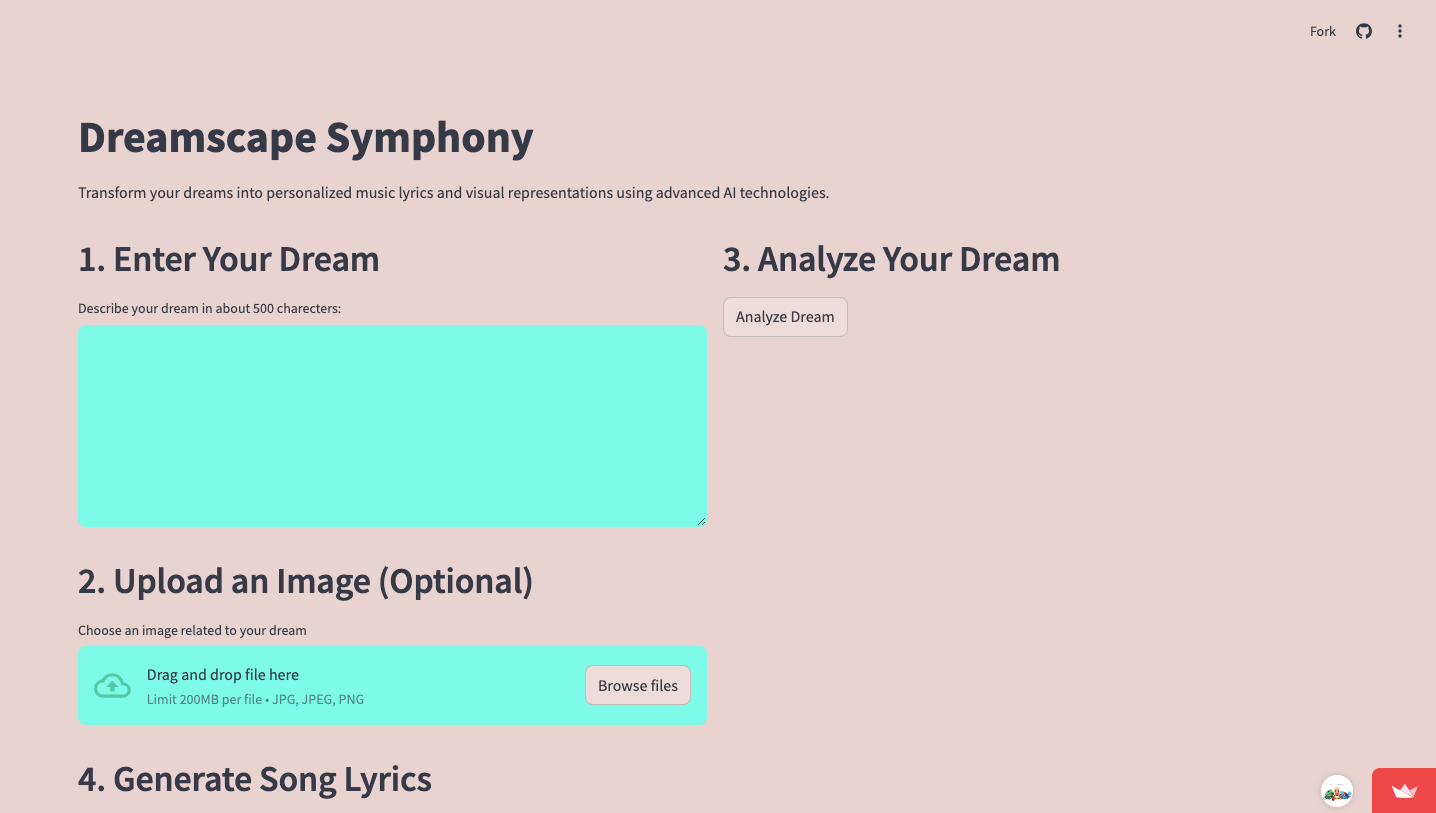 Fork
Dreamscape Symphony
Transform your dreams into personalized music lyrics and visual representations using advanced AI technologies.
1. Enter Your Dream
Describe your dream in about 500 charecters:
2. Upload an Image (Optional)
Choose an image related to your dream
Drag and drop file here
Limit 200MB per file • JPG, JPEG, PNG
Browse files
3. Analyze Your Dream
Analyze Dream
4. Generate Song Lyrics